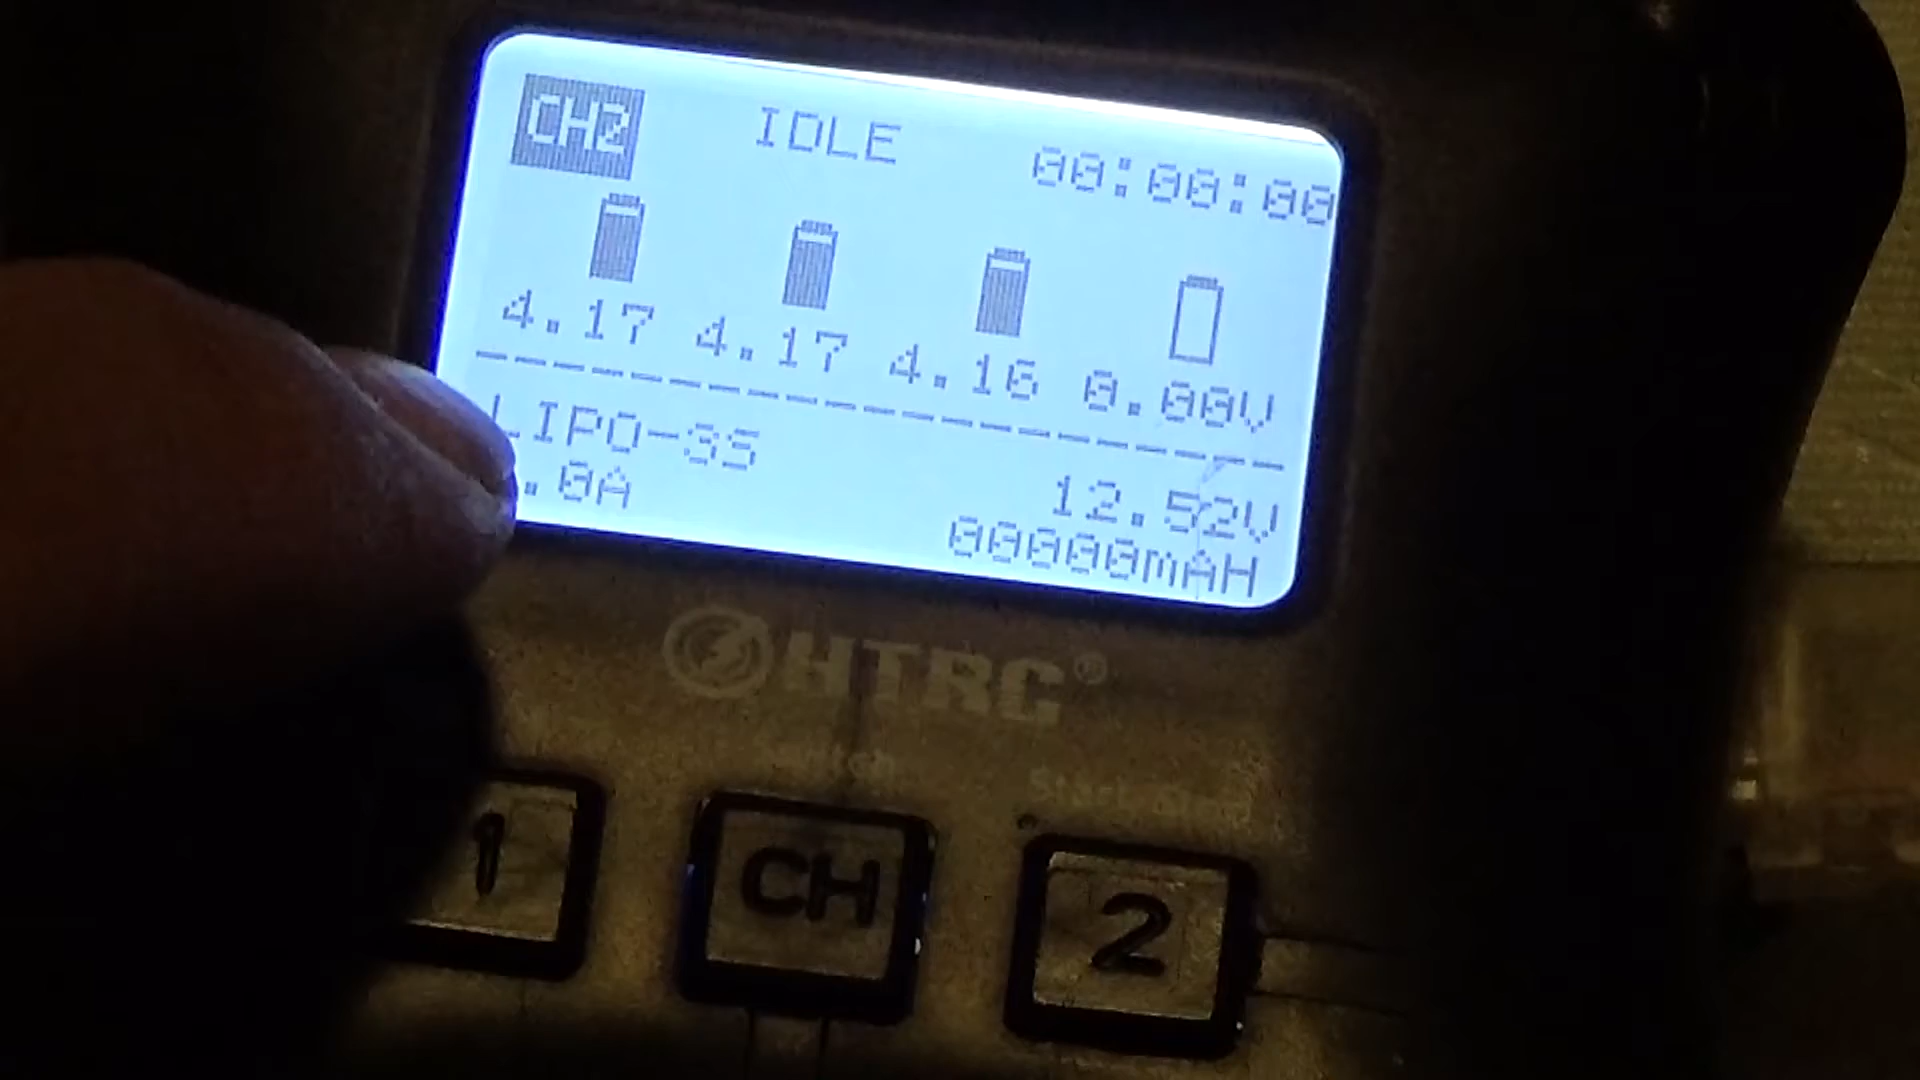 CH2 IDLE 00:00:00
4.17 4.17 4.16 0.00V
LIPO-3S
.0A
12.52V
00000mAH
HTRC®
1 CH 2